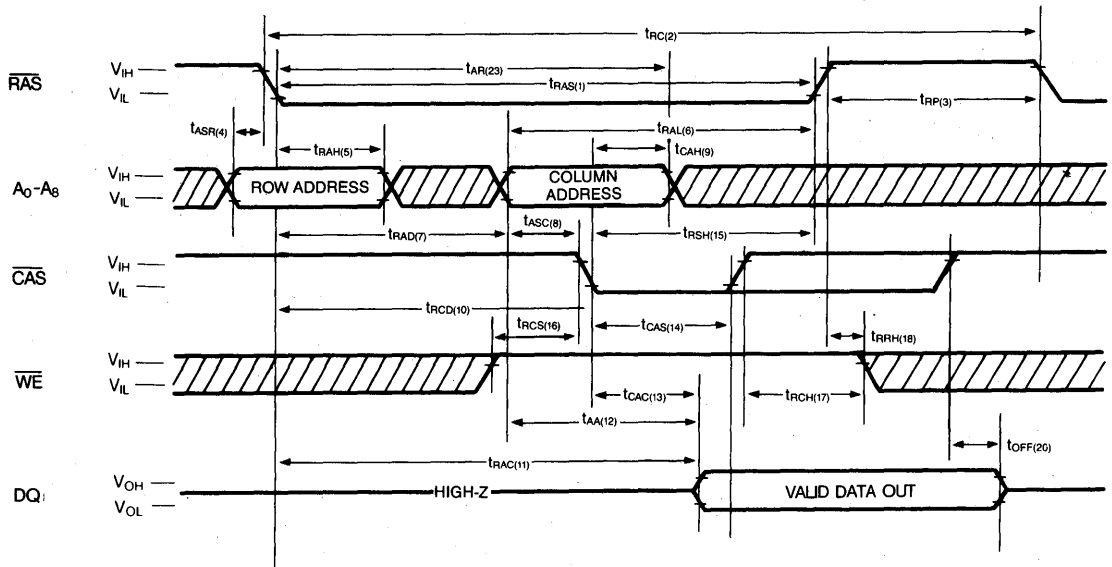 tRC(2)
RAS
VIH
VIL
tAR(23)
tRAS(1)
tRP(3)
tASR(4)
tRAH(5)
tRAL(6)
tCAH(9)
A0-A8
VIH
VIL
ROW ADDRESS
COLUMN
ADDRESS
tRAD(7)
tASC(8)
tRSH(15)
CAS
VIH
VIL
tRCD(10)
tRCS(16)
tCAS(14)
tRRH(18)
WE
VIH
VIL
tCAC(13)
tRCH(17)
tAA(12)
tRAC(11)
tOFF(20)
DQ
VOH
VOL
HIGH-Z
VALID DATA OUT